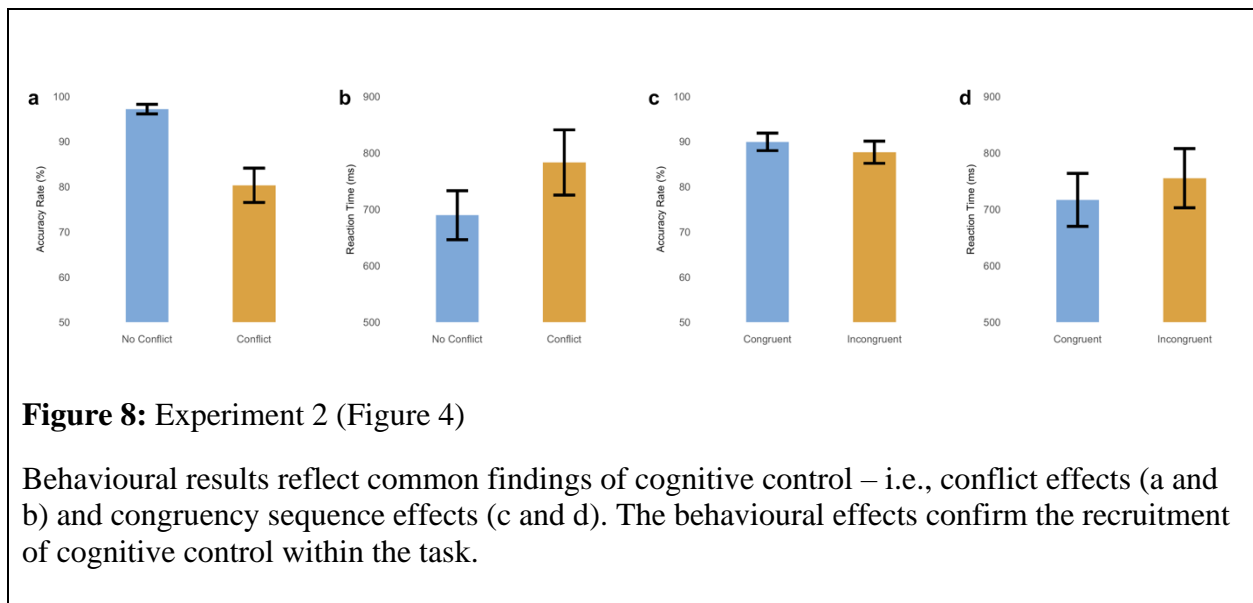 a
100
90
80
70
60
50
Accuracy Rate (%)
No Conflict
Conflict
b
900
800
700
600
500
Reaction Time (ms)
No Conflict
Conflict
c
100
90
80
70
60
50
Accuracy Rate (%)
Congruent
Incongruent
d
900
800
700
600
500
Reaction Time (ms)
Congruent
Incongruent
Figure 8: Experiment 2 (Figure 4)
Behavioural results reflect common findings of cognitive control – i.e., conflict effects (a and
b) and congruency sequence effects (c and d). The behavioural effects confirm the recruitment
of cognitive control within the task.